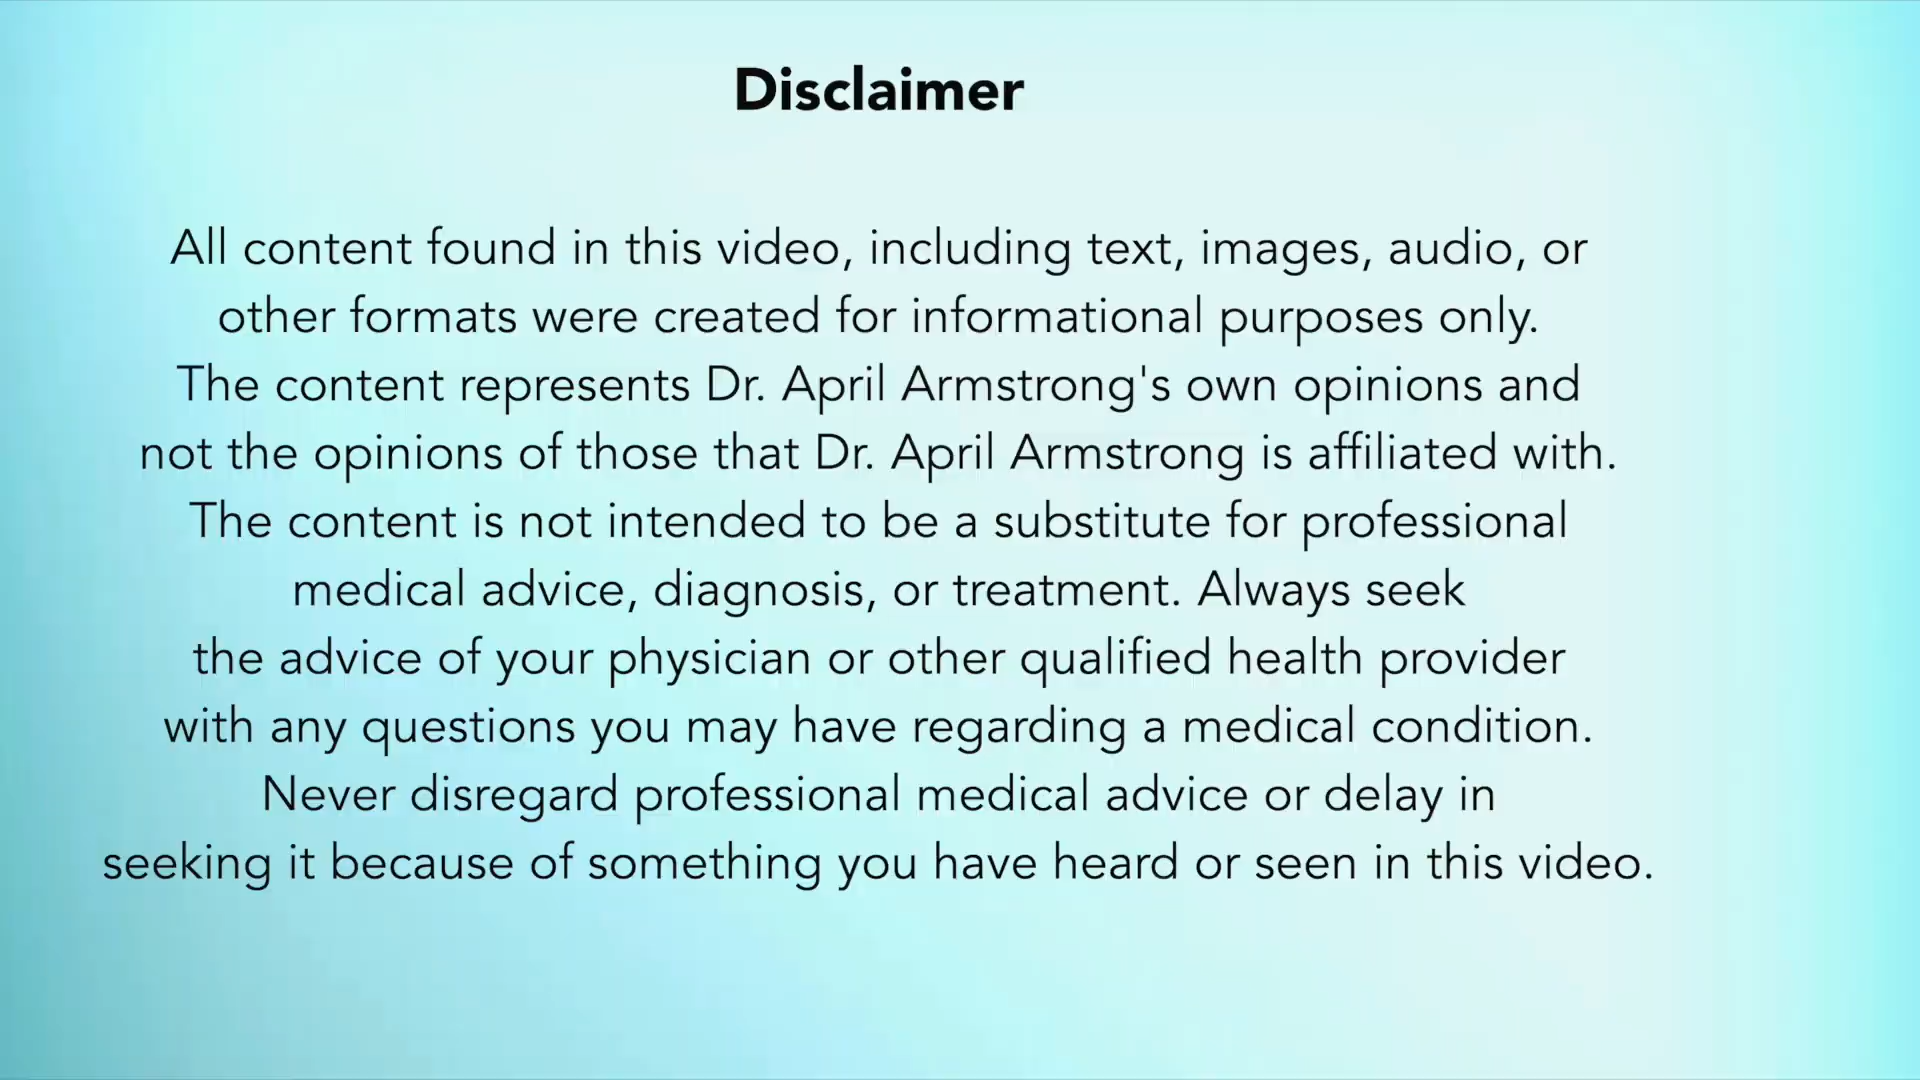 Disclaimer
All content found in this video, including text, images, audio, or
other formats were created for informational purposes only.
The content represents Dr. April Armstrong's own opinions and
not the opinions of those that Dr. April Armstrong is affiliated with.
The content is not intended to be a substitute for professional
medical advice, diagnosis, or treatment. Always seek
the advice of your physician or other qualified health provider
with any questions you may have regarding a medical condition.
Never disregard professional medical advice or delay in
seeking it because of something you have heard or seen in this video.